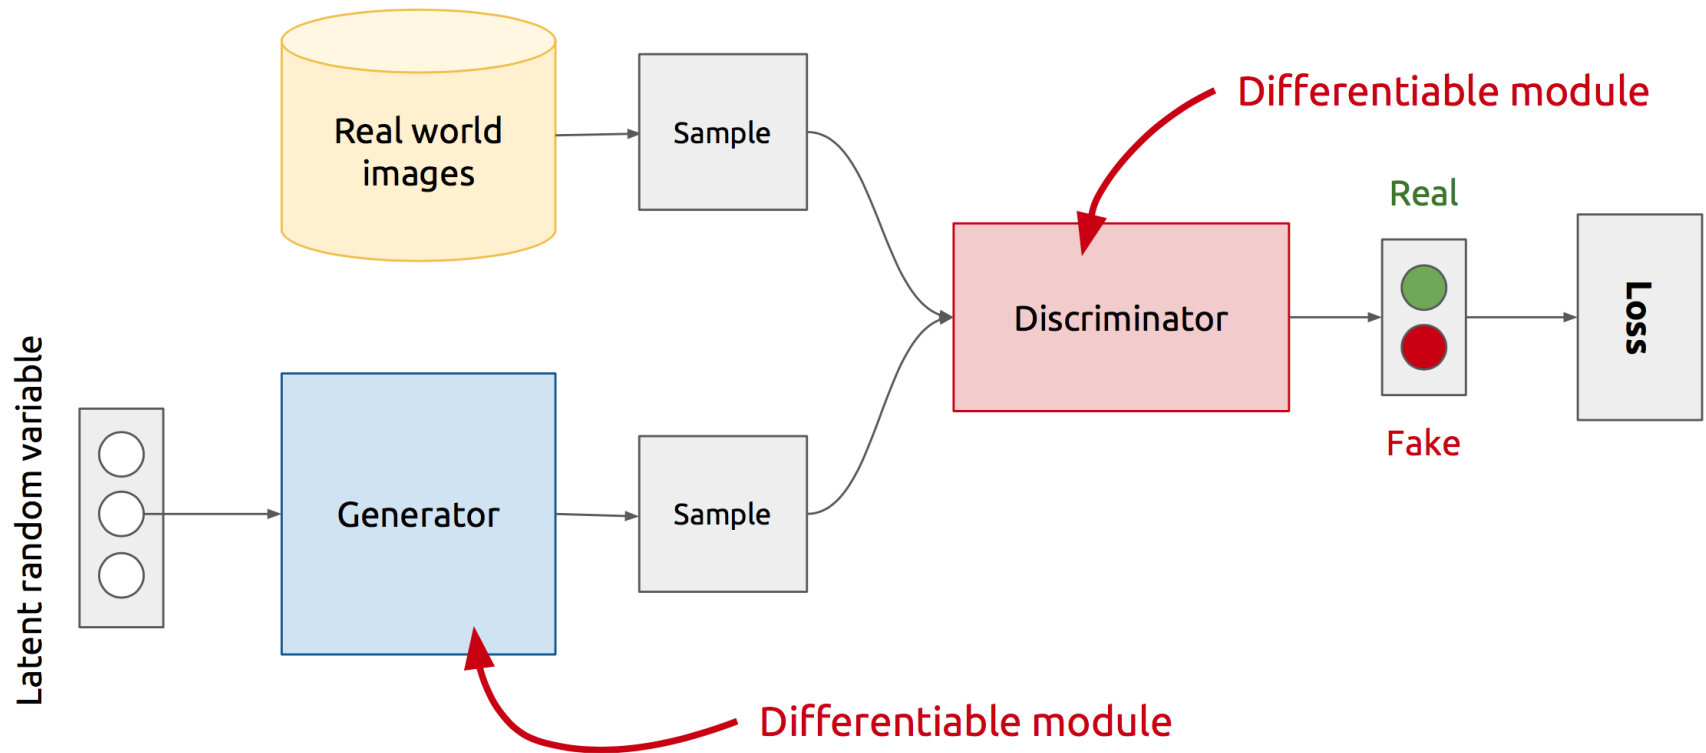 Real world
images
Sample
Differentiable module
Real
Discriminator
Loss
Fake
Latent random variable
Generator
Sample
Differentiable module